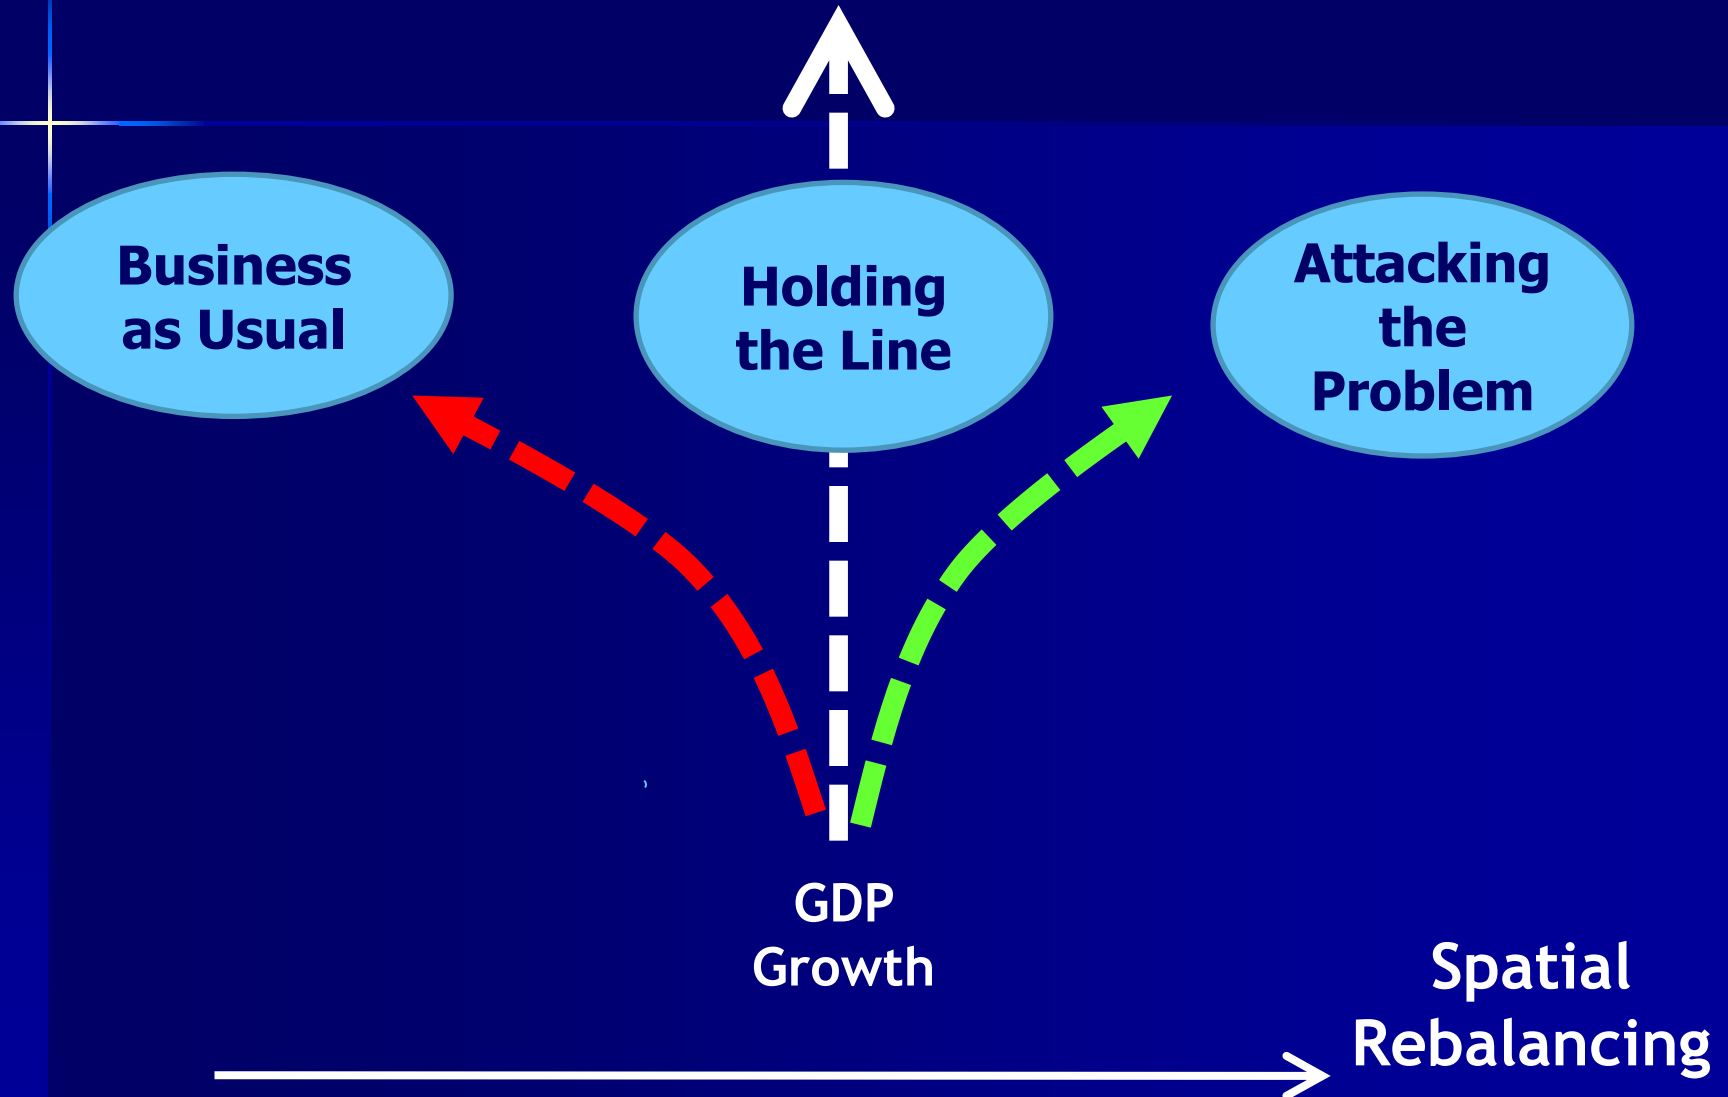 Business
as Usual
Holding
the Line
Attacking
the
Problem
GDP
Growth
Spatial
Rebalancing